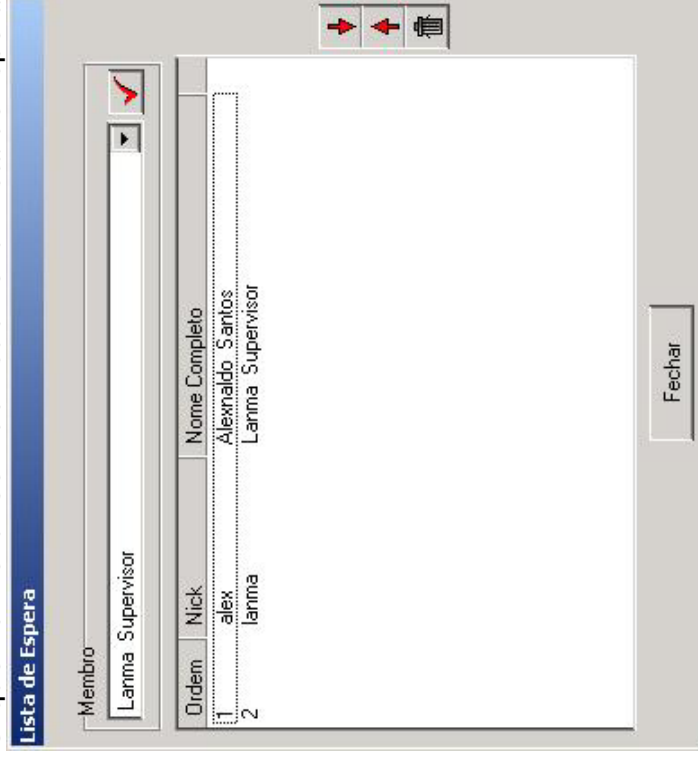 Lista de Espera
Membro
Lanma Supervisor
Ordem Nick Nome Completo
1 alex Alexnaldo Santos
2 lanma Lanma Supervisor
Fechar